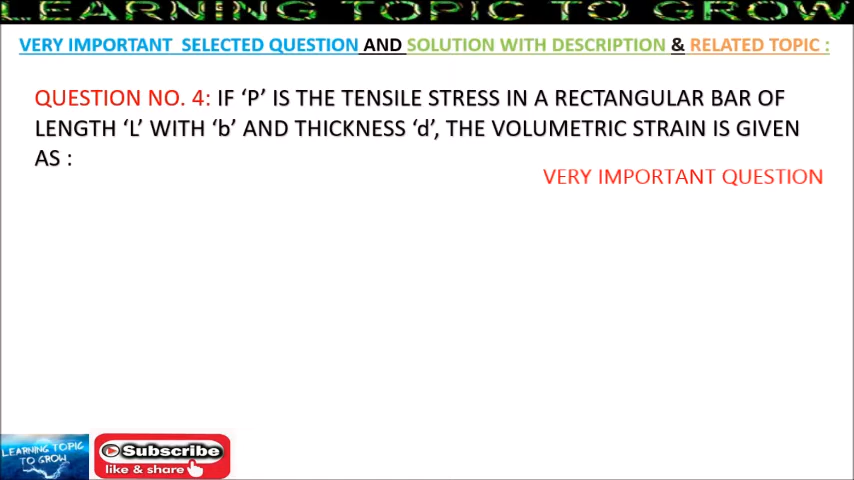 LEARNING TOPIC TO GROW
VERY IMPORTANT SELECTED QUESTION AND SOLUTION WITH DESCRIPTION & RELATED TOPIC :
QUESTION NO. 4: IF ‘P’ IS THE TENSILE STRESS IN A RECTANGULAR BAR OF
LENGTH ‘L’ WITH ‘b’ AND THICKNESS ‘d’, THE VOLUMETRIC STRAIN IS GIVEN
AS :
VERY IMPORTANT QUESTION
LEARNING TOPIC
TO GROW
Subscribe
like & share